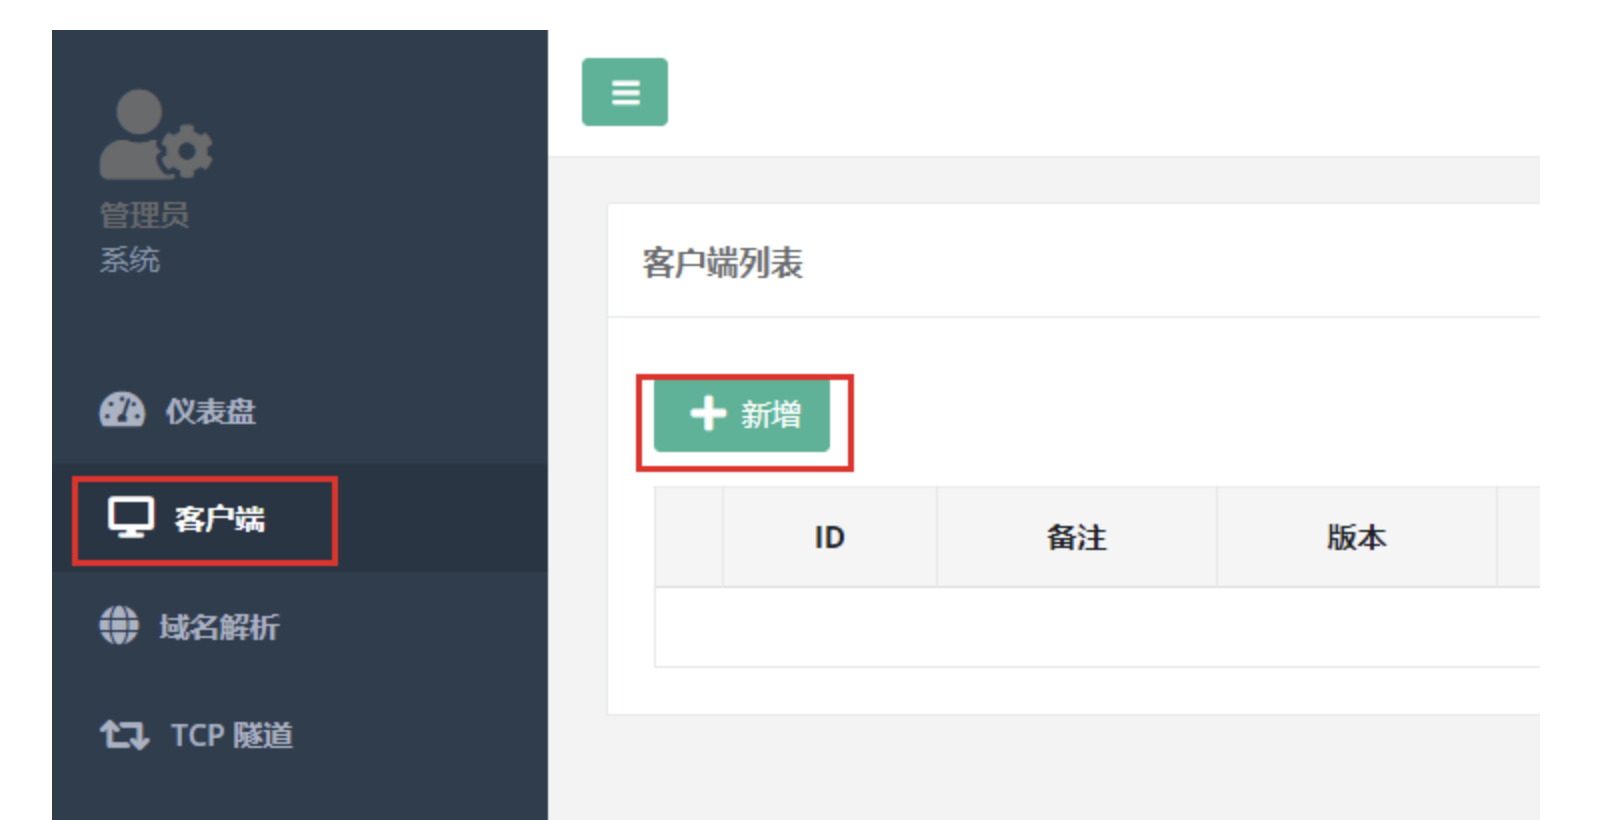 管理员
系统
仪表盘
客户端
域名解析
TCP 隧道
客户端列表
新增
ID 备注 版本